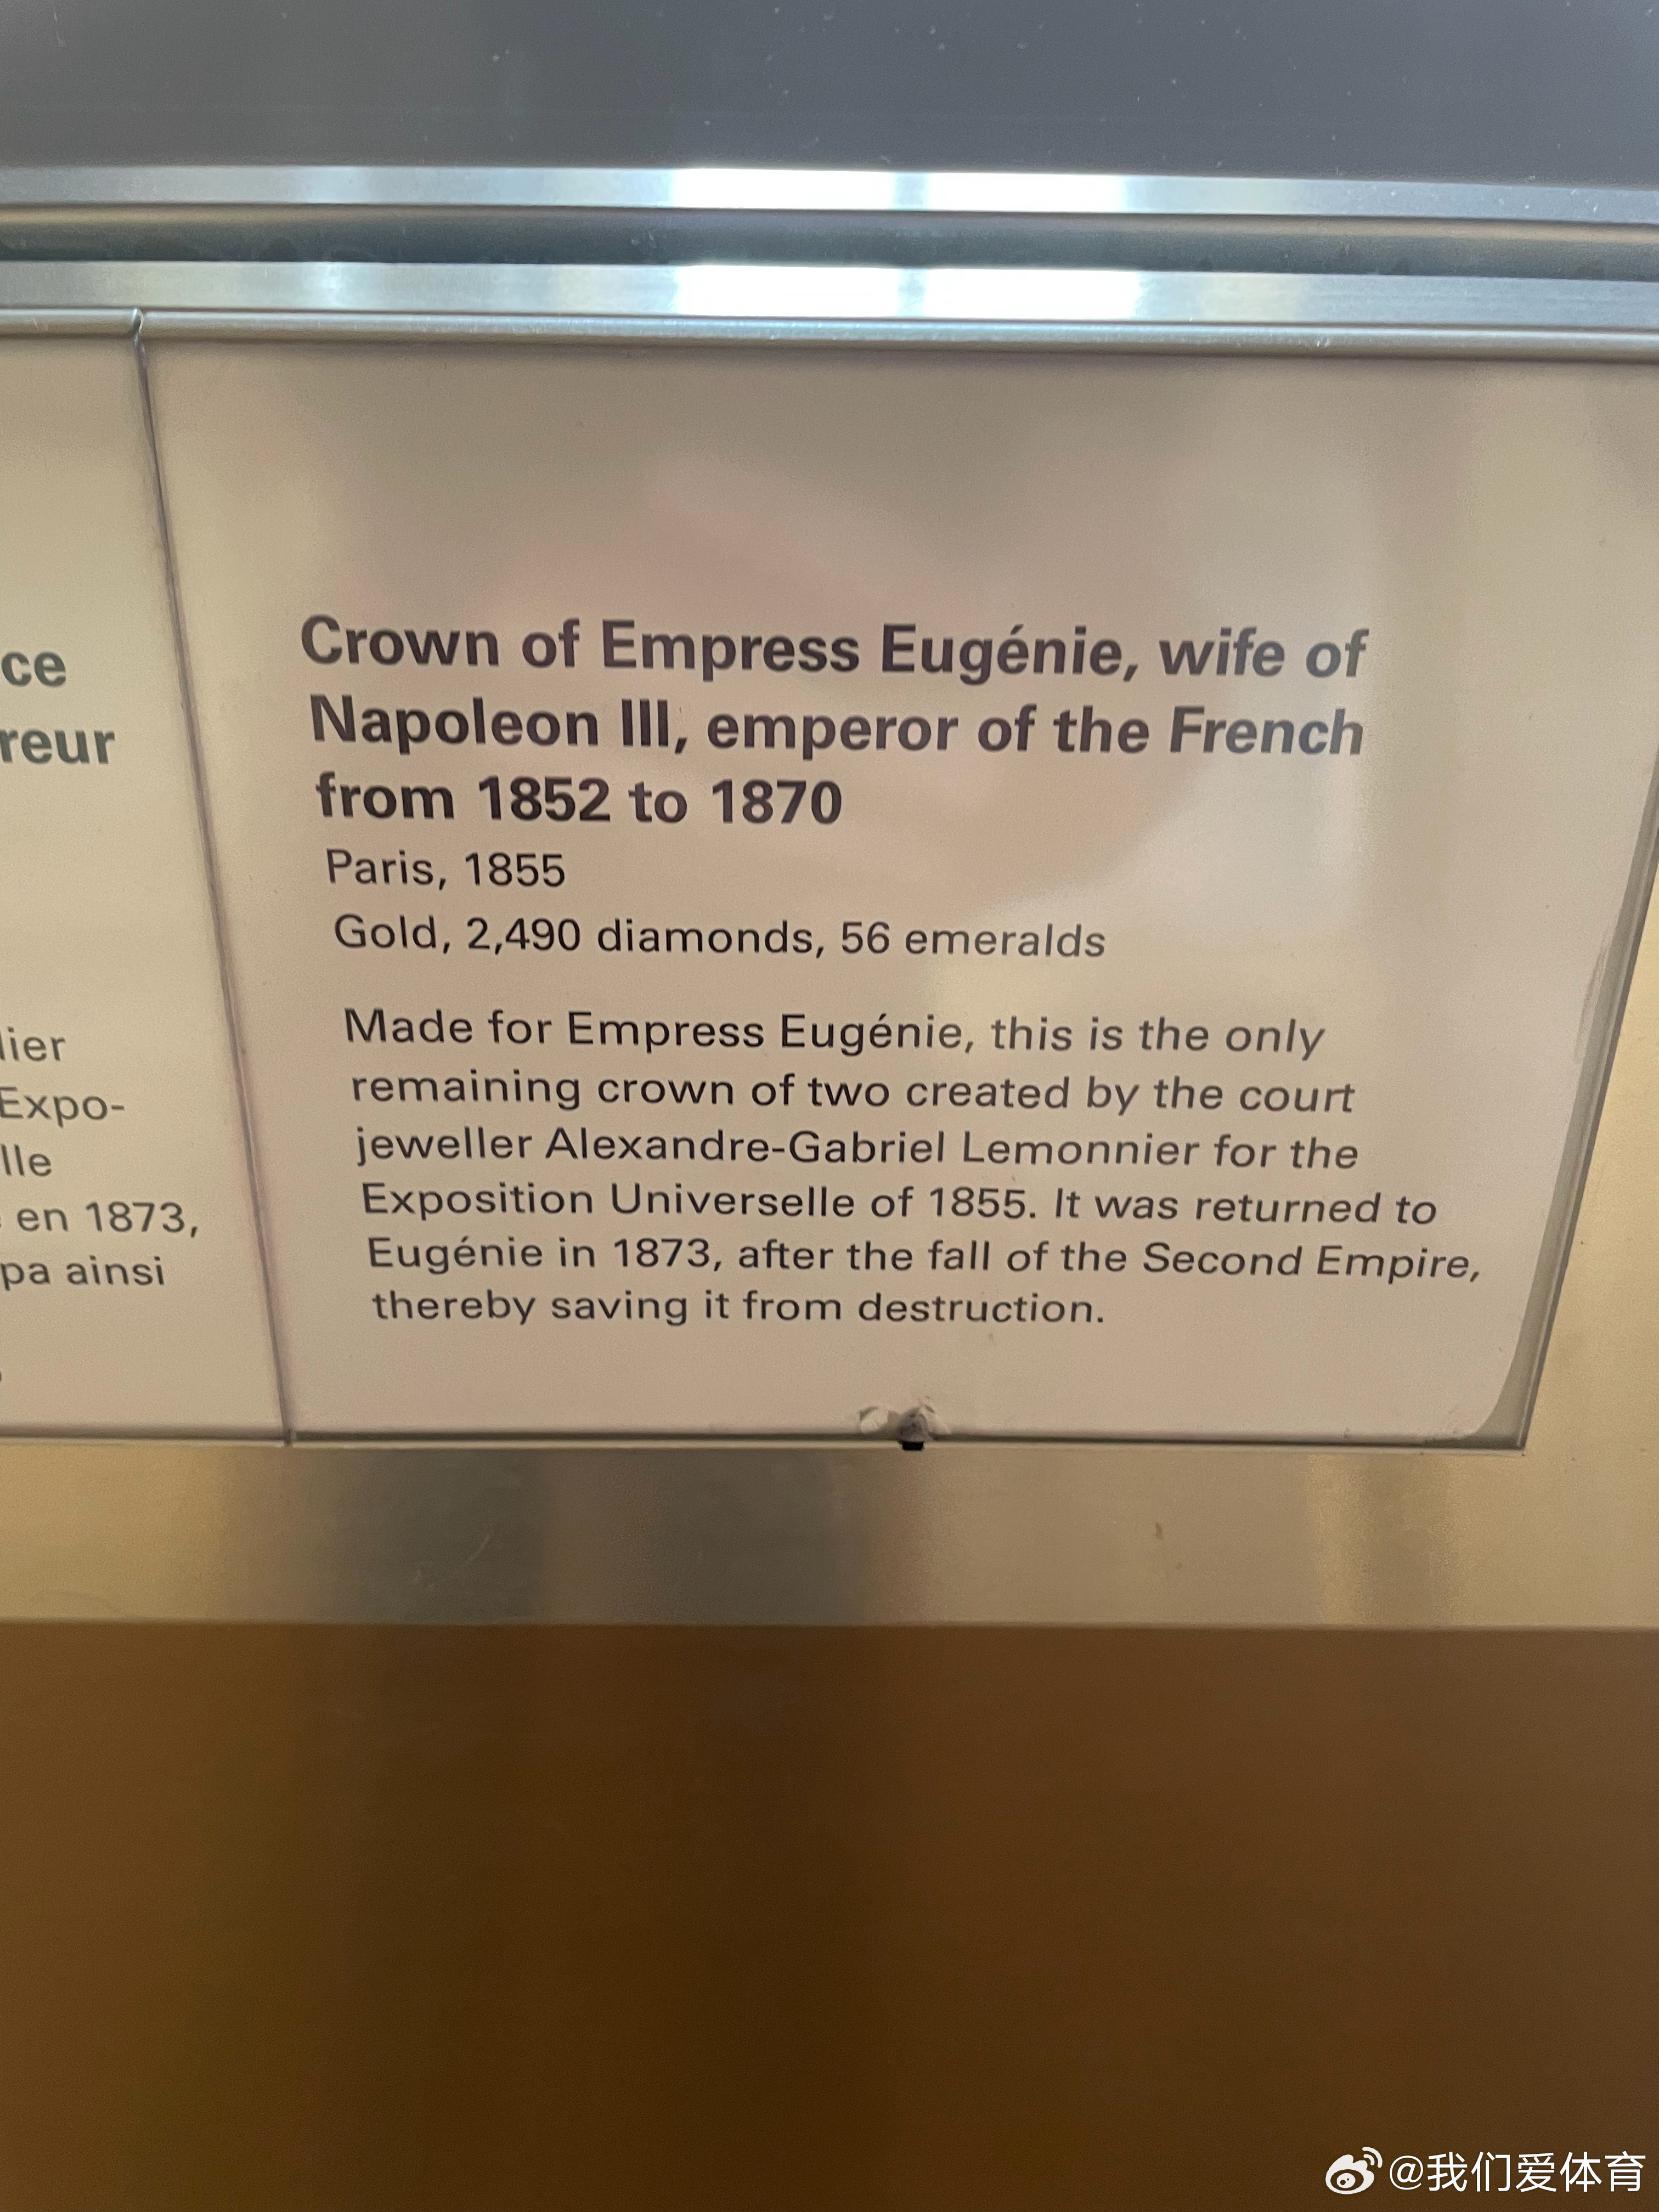 ce
reur
lier
Expo-
lle
en 1873,
pa ainsi
Crown of Empress Eugénie, wife of
Napoleon III, emperor of the French
from 1852 to 1870
Paris, 1855
Gold, 2,490 diamonds, 56 emeralds
Made for Empress Eugénie, this is the only
remaining crown of two created by the court
jeweller Alexandre-Gabriel Lemonnier for the
Exposition Universelle of 1855. It was returned to
Eugénie in 1873, after the fall of the Second Empire,
thereby saving it from destruction.
@我们爱体育